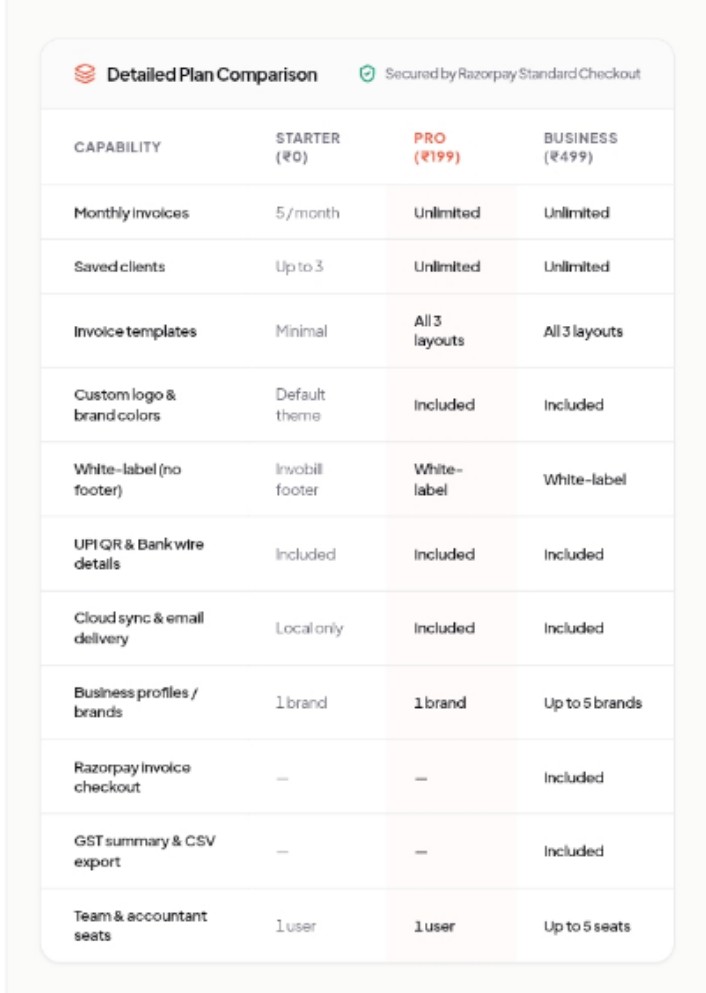 Detailed Plan Comparison
Secured by Razorpay Standard Checkout
CAPABILITY
STARTER
(₹0)
PRO
(₹199)
BUSINESS
(₹499)
Monthly invoices
5 / month
Unlimited
Unlimited
Saved clients
Up to 3
Unlimited
Unlimited
Invoice templates
Minimal
All 3
layouts
All 3 layouts
Custom logo &
brand colors
Default
theme
Included
Included
White-label (no
footer)
Invobill
footer
White-
label
White-label
UPI QR & Bank wire
details
Included
Included
Included
Cloud sync & email
delivery
Local only
Included
Included
Business profiles /
brands
1 brand
1 brand
Up to 5 brands
Razorpay invoice
checkout
—
—
Included
GST summary & CSV
export
—
—
Included
Team & accountant
seats
1 user
1 user
Up to 5 seats